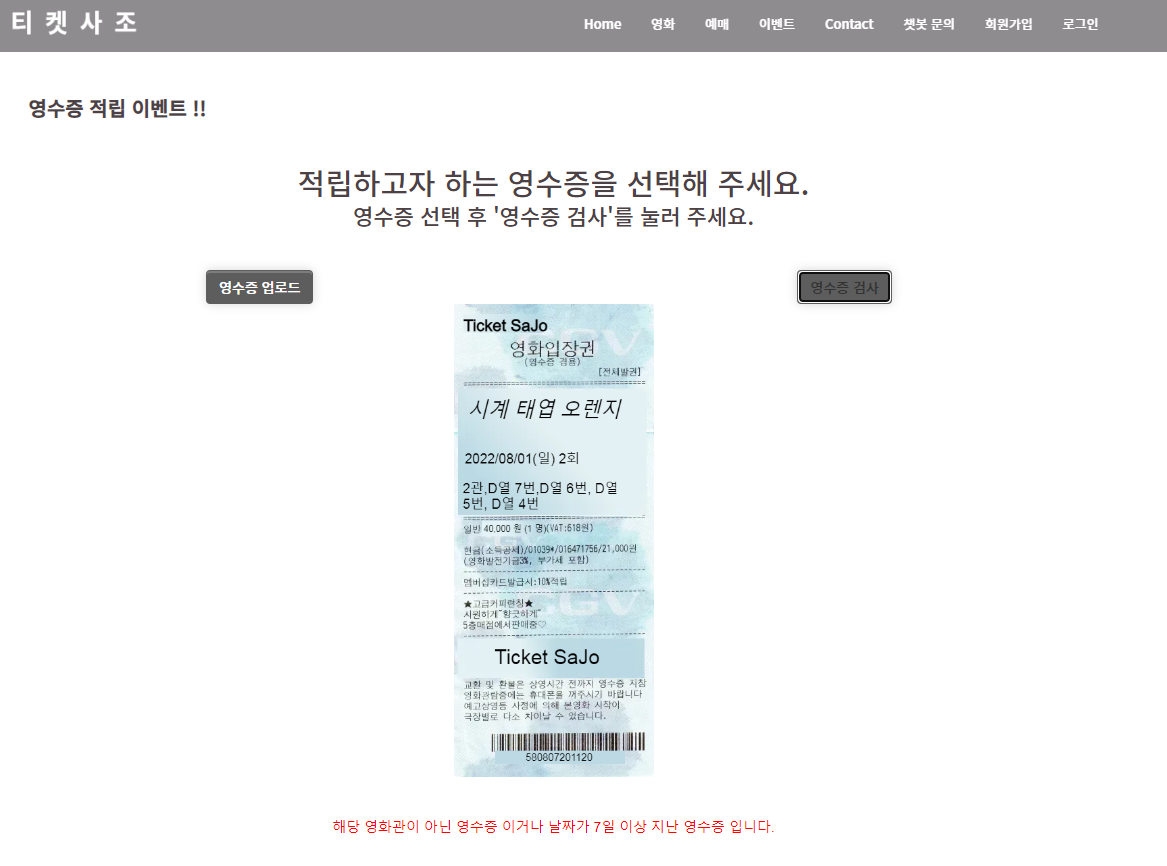 티켓사조
Home 영화 예매 이벤트 Contact 챗봇 문의 회원가입 로그인
영수증 적립 이벤트 !!
적립하고자 하는 영수증을 선택해 주세요.
영수증 선택 후 '영수증 검사'를 눌러 주세요.
영수증 업로드
영수증 검사
Ticket SaJo
CGV
영화입장권
(영수증 겸용)
[전체발권]
시계 태엽 오렌지
2022/08/01(일) 2회
2관,D열 7번,D열 6번, D열
5번, D열 4번
일반 40,000 원 (1 명)(VAT:618원)
현금(소득공제)/01039*/016471756/21,000원
(영화발전기금3%, 부가세 포함)
멤버십카드발급시:10%적립
★고급커피런칭★
시원하게~향긋하게~
CGV
5층매점에서판매중♡
Ticket SaJo
교환 및 환불은 상영시간 전까지 영수증 지참
영화관람중에는 휴대폰을 꺼주시기 바랍니다
예고상영등 사정에 의해 본영화 시작이
극장별로 다소 차이날 수 있습니다.
580807201120
해당 영화관이 아닌 영수증 이거나 날짜가 7일 이상 지난 영수증 입니다.